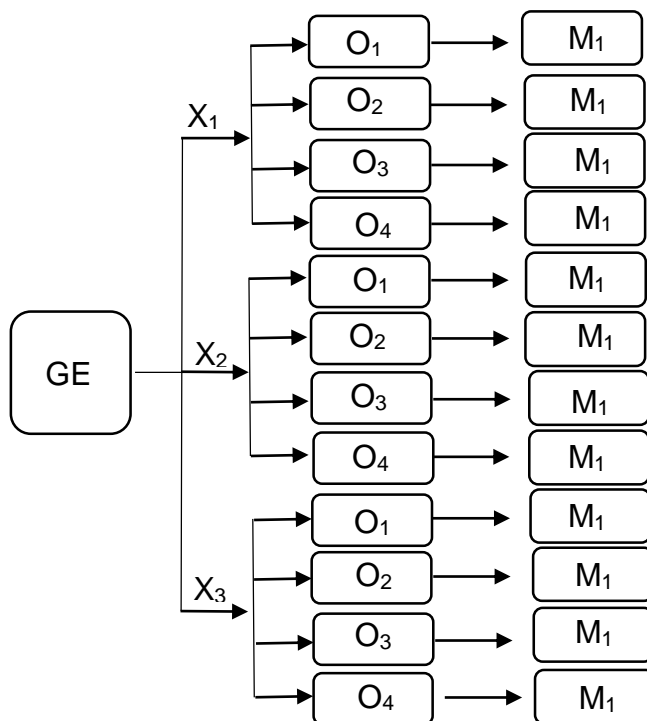 O₁ M₁
O₂ M₁
X₁
O₃ M₁
O₄ M₁
O₁ M₁
O₂ M₁
X₂
GE
O₃ M₁
O₄ M₁
O₁ M₁
O₂ M₁
X₃
O₃ M₁
O₄ M₁